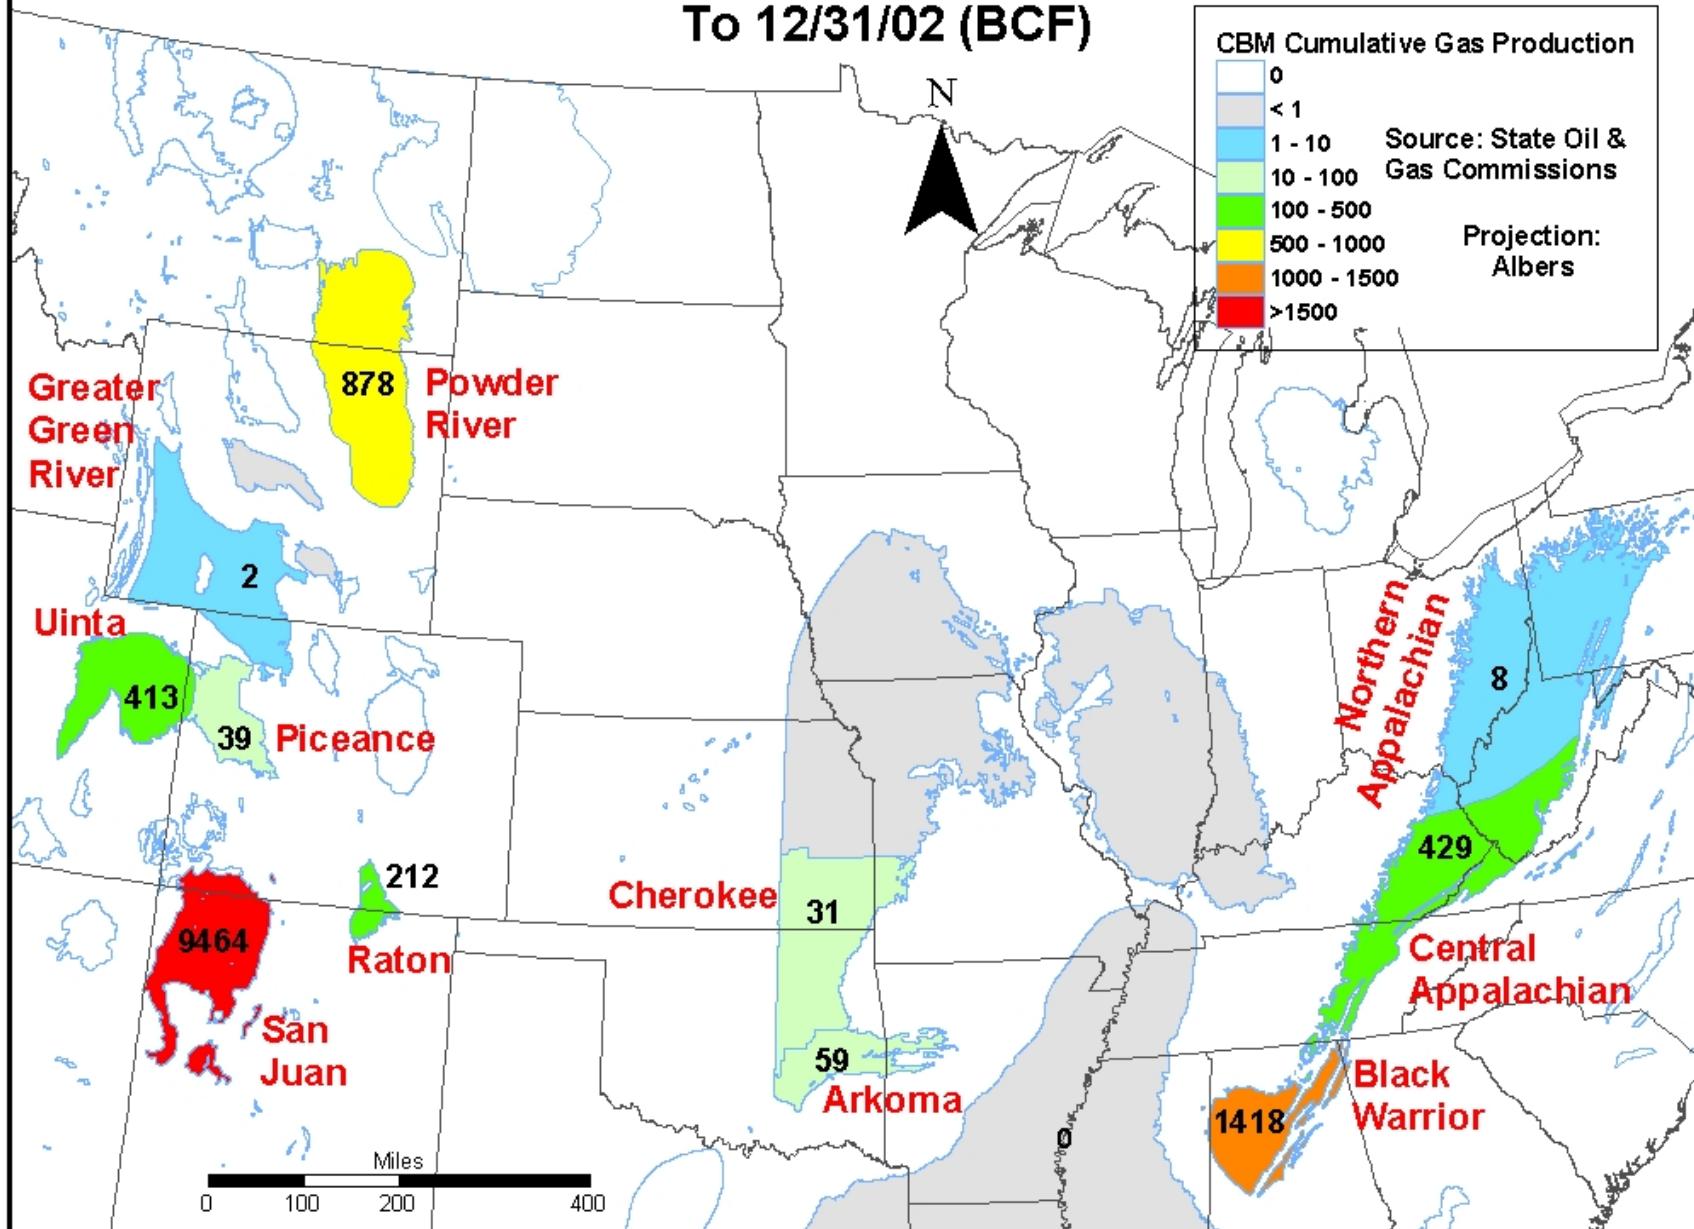 To 12/31/02 (BCF)
CBM Cumulative Gas Production
0
< 1
1 - 10
10 - 100
100 - 500
500 - 1000
1000 - 1500
>1500
Source: State Oil &
Gas Commissions
Projection:
Albers
N
Greater
Green
River
878
Powder
River
2
Uinta
413
39
Piceance
212
Raton
9464
San
Juan
Cherokee
31
59
Arkoma
Northern
Appalachian
8
429
Central
Appalachian
Black
Warrior
1418
0
Miles
0
100
200
400